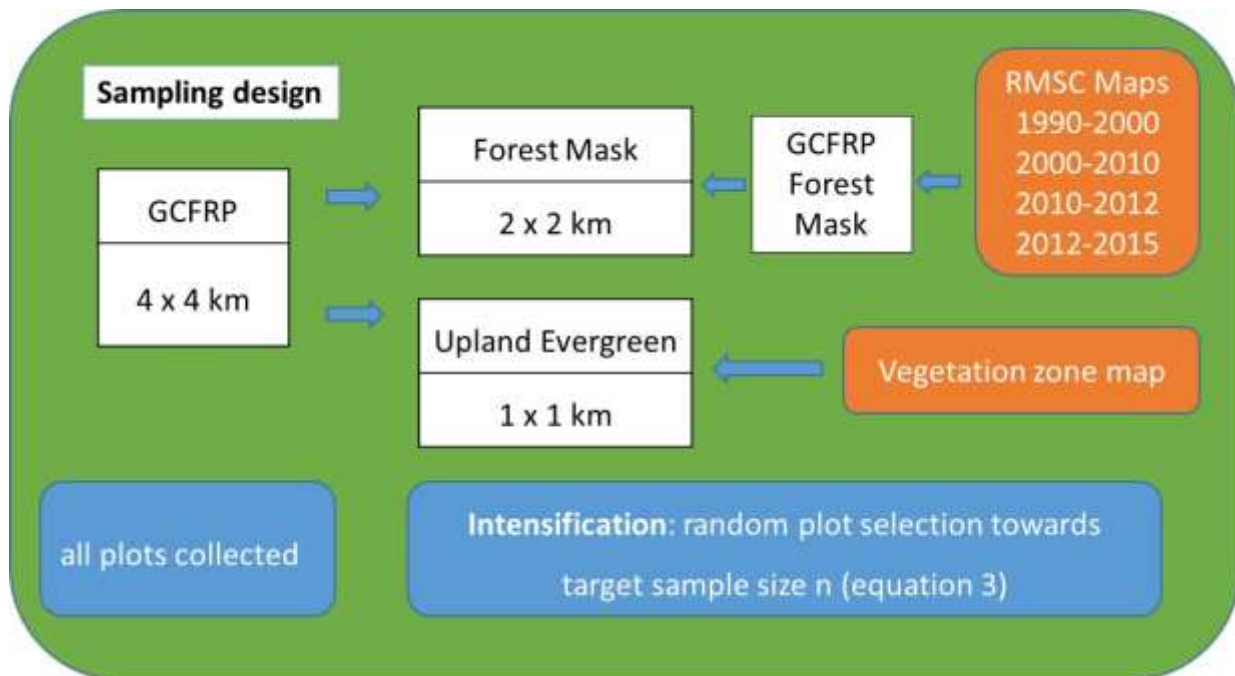 Sampling design
GCFRP
4 x 4 km
Forest Mask
2 x 2 km
GCFRP
Forest
Mask
RMSC Maps
1990-2000
2000-2010
2010-2012
2012-2015
Upland Evergreen
1 x 1 km
Vegetation zone map
all plots collected
Intensification: random plot selection towards
target sample size n (equation 3)